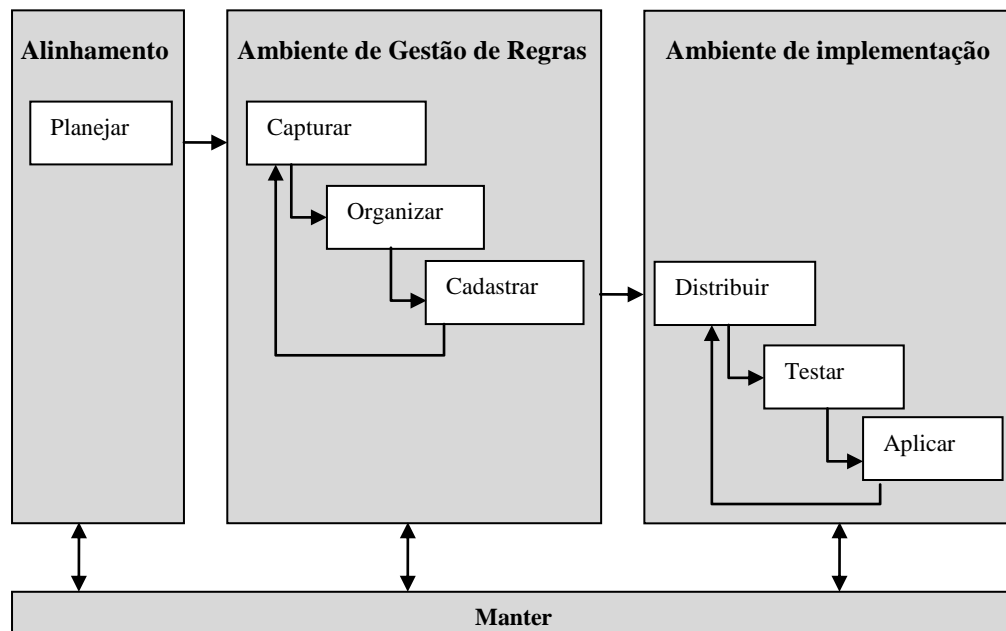 Alinhamento
Planejar
Ambiente de Gestão de Regras
Capturar
Organizar
Cadastrar
Ambiente de implementação
Distribuir
Testar
Aplicar
Manter